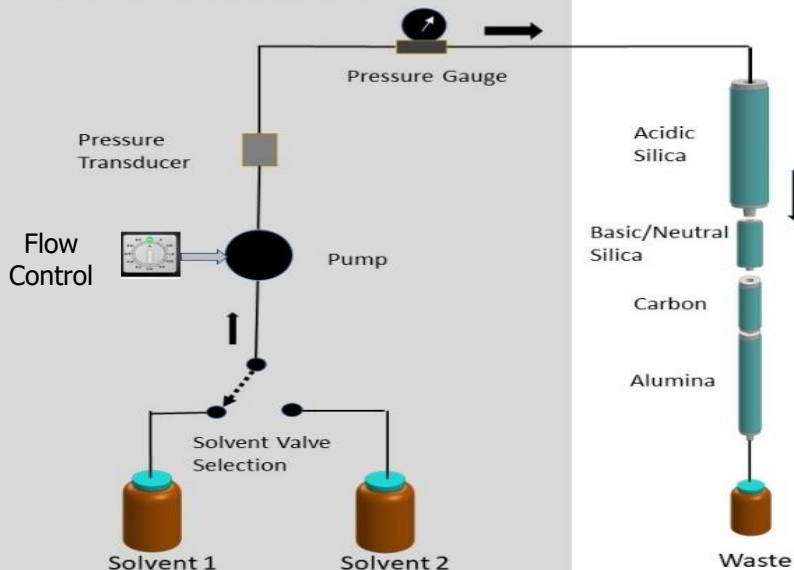 Pressure Gauge
Pressure
Transducer
Acidic
Silica
Flow
Control
Pump
Basic/Neutral
Silica
Carbon
Alumina
Solvent Valve
Selection
Solvent 1
Solvent 2
Waste